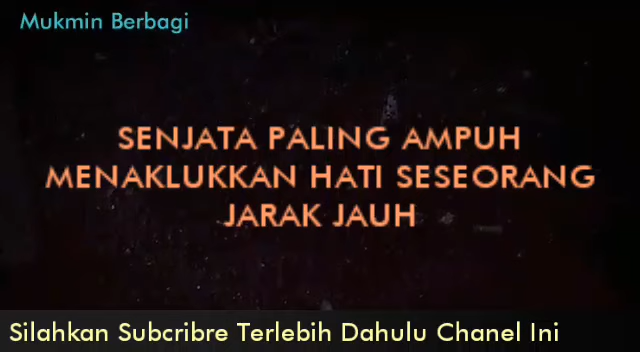 Mukmin Berbagi
SENJATA PALING AMPUH
MENAKLUKKAN HATI SESEORANG
JARAK JAUH
Silahkan Subcribre Terlebih Dahulu Chanel Ini